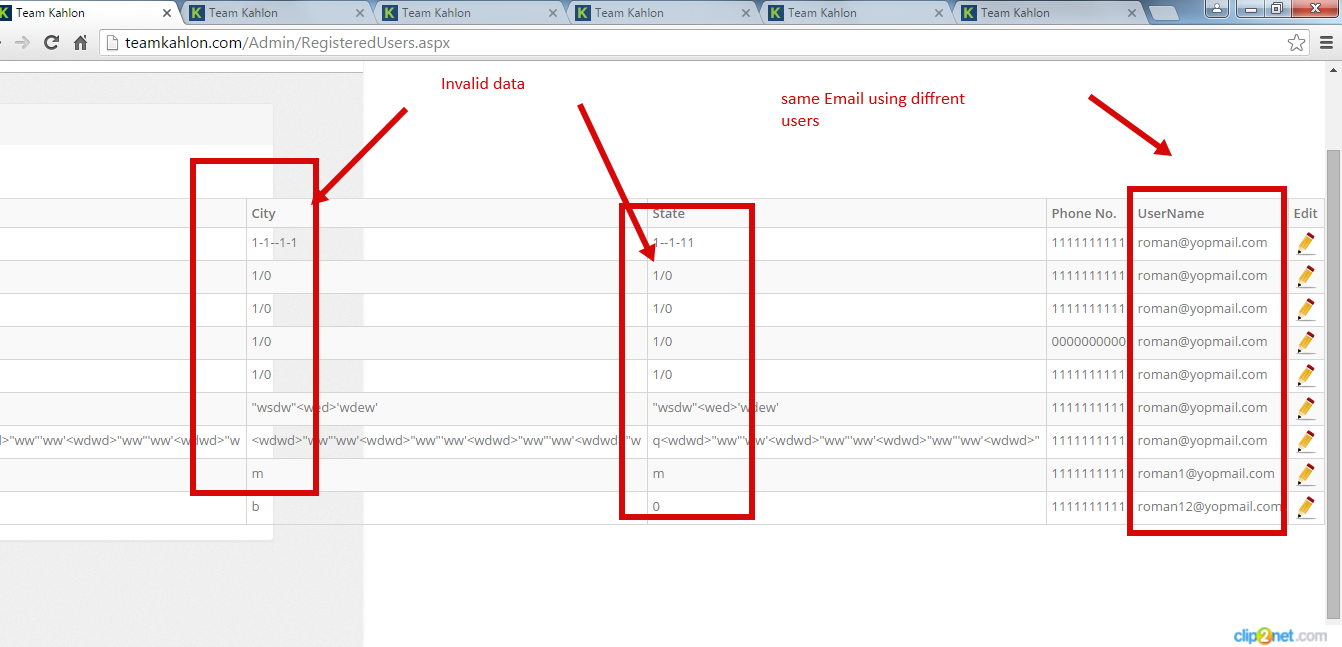 Team Kahlon Team Kahlon Team Kahlon Team Kahlon Team Kahlon Team Kahlon
teamkahlon.com/Admin/RegisteredUsers.aspx
Invalid data
same Email using diffrent
users
City State Phone No. UserName Edit
1-1--1-1 1--1-11 1111111111 roman@yopmail.com
1/0 1/0 1111111111 roman@yopmail.com
1/0 1/0 1111111111 roman@yopmail.com
1/0 1/0 0000000000 roman@yopmail.com
1/0 1/0 1111111111 roman@yopmail.com
"wsdw"<wed>'wdew' "wsdw"<wed>'wdew' 1111111111 roman@yopmail.com
>"ww"'ww'<wdwd>"ww"'ww'<wdwd>"w <wdwd>"ww"'ww'<wdwd>"ww"'ww'<wdwd>"ww"'ww'<wdwd>"w q<wdwd>"ww"'ww'<wdwd>"ww"'ww'<wdwd>"ww"'ww'<wdwd>" 1111111111 roman@yopmail.com
m m 1111111111 roman1@yopmail.com
b 0 1111111111 roman12@yopmail.com
clip2net.com